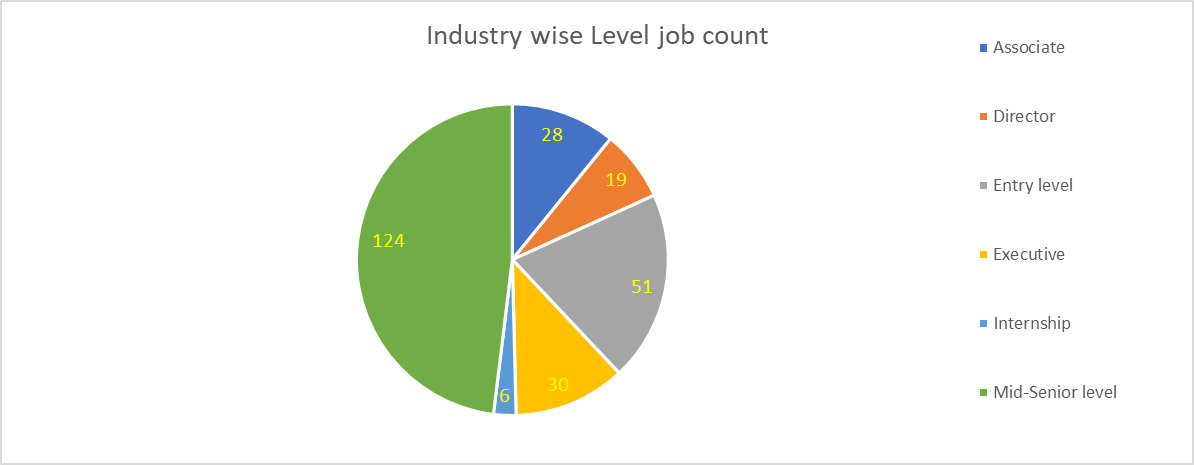 Industry wise Level job count
28
19
51
30
6
124
Associate
Director
Entry level
Executive
Internship
Mid-Senior level